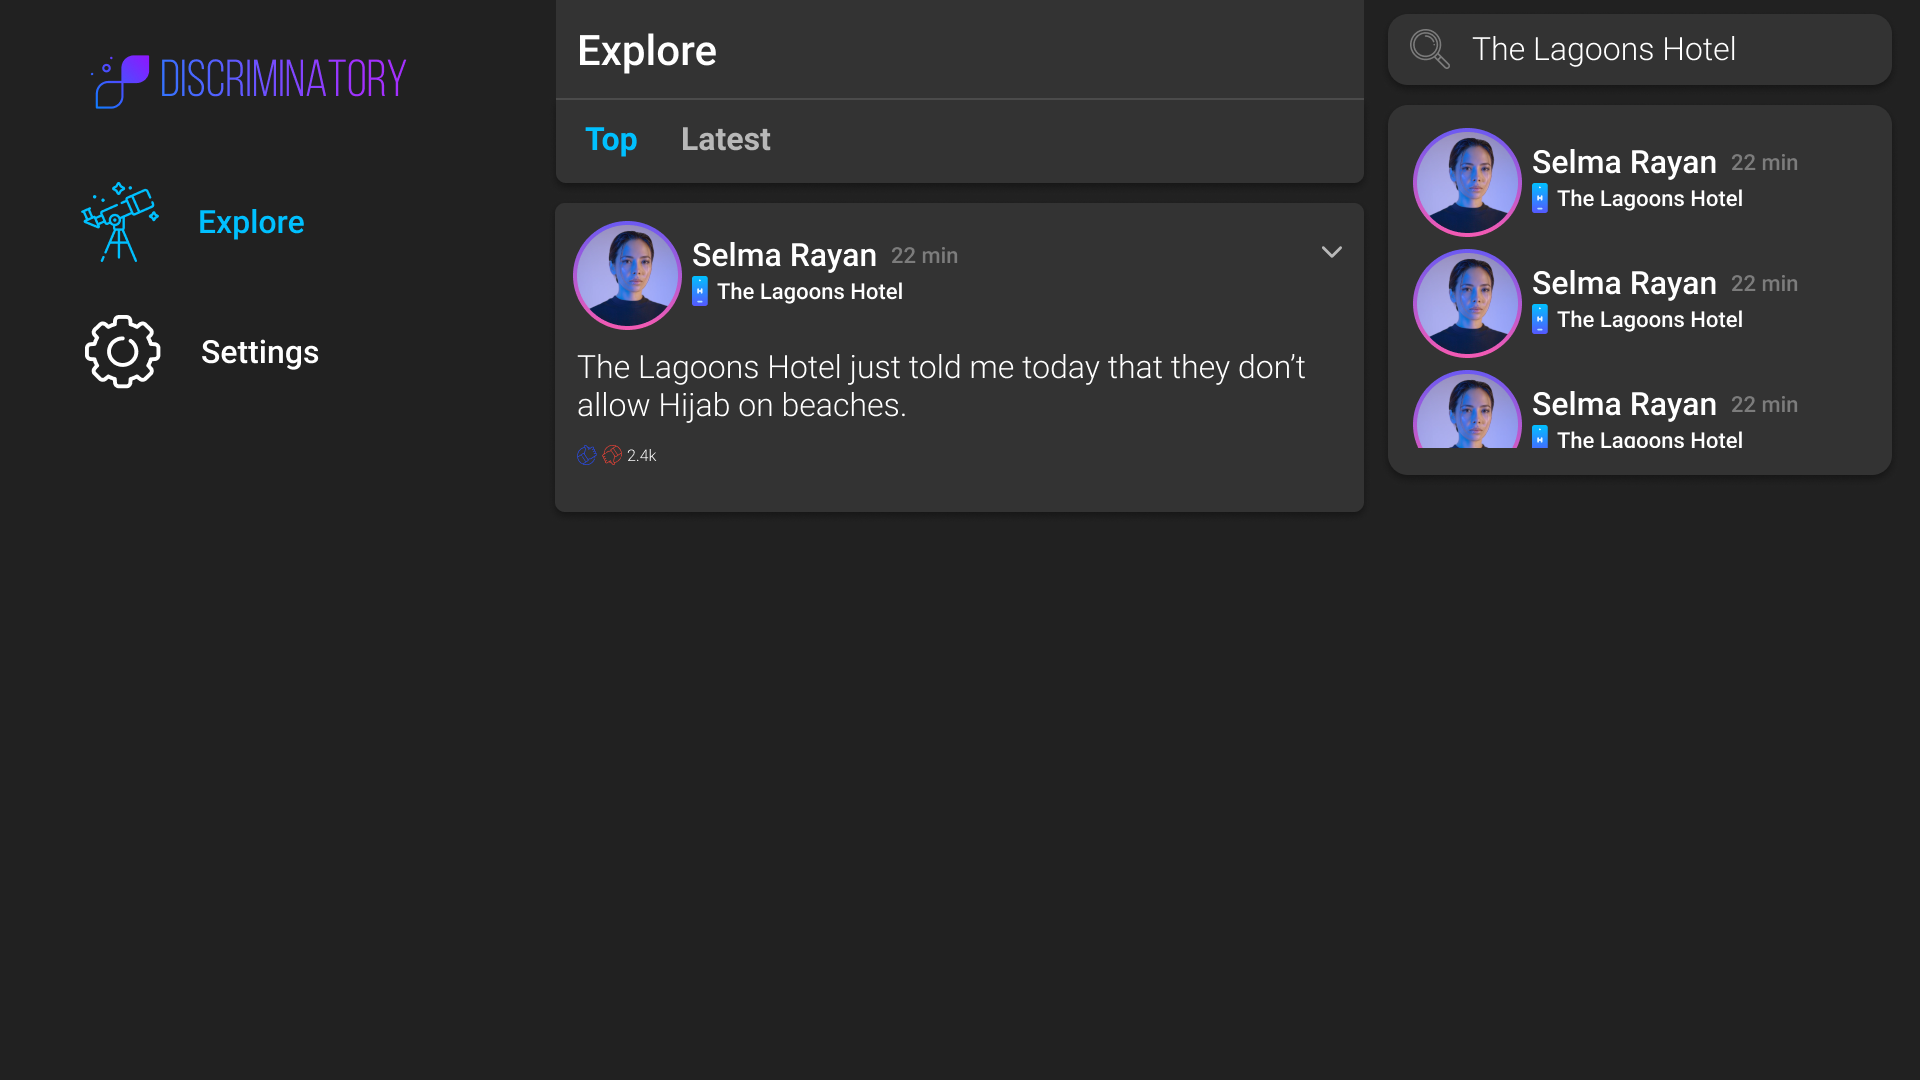 DISCRIMINATORY
Explore
Settings
Explore
Top Latest
Selma Rayan 22 min
H The Lagoons Hotel
The Lagoons Hotel just told me today that they don’t
allow Hijab on beaches.
2.4k
The Lagoons Hotel
Selma Rayan 22 min
H The Lagoons Hotel
Selma Rayan 22 min
H The Lagoons Hotel
Selma Rayan 22 min
H The Lagoons Hotel